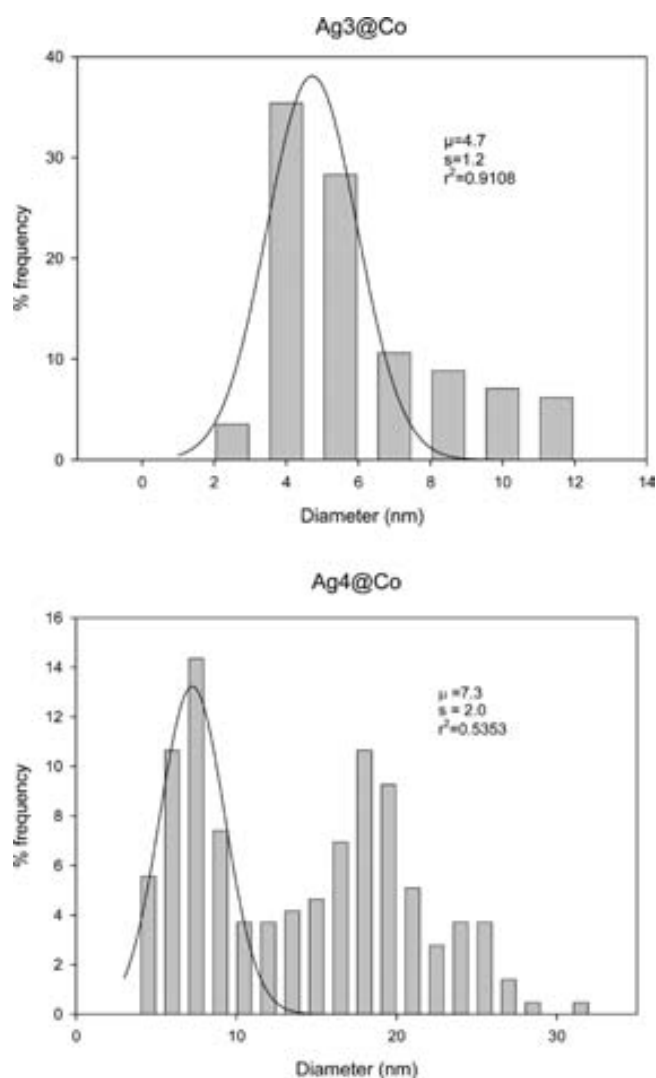 Ag3@Co
40
30
20
10
0
% frequency
μ=4.7
s=1.2
r²=0.9108
0 2 4 6 8 10 12 14
Diameter (nm)
Ag4@Co
16
14
12
10
8
6
4
2
0
% frequency
μ =7.3
s = 2.0
r²=0.5353
0 10 20 30
Diameter (nm)